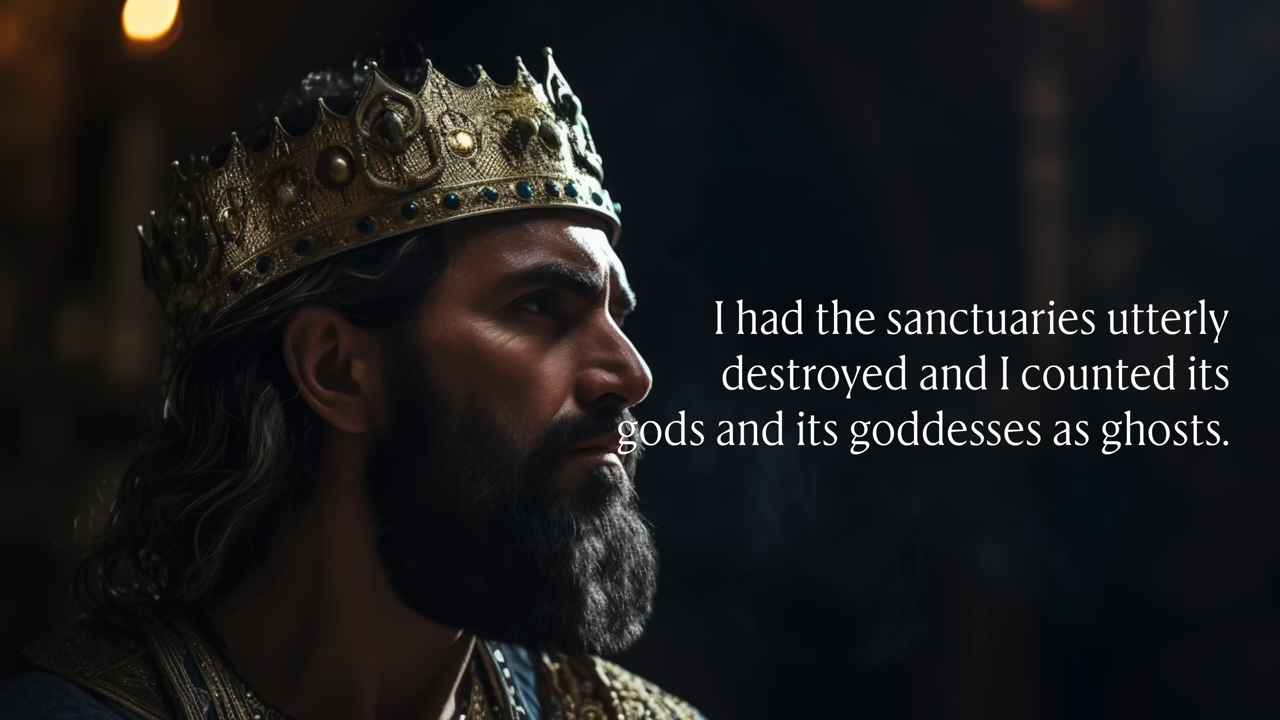 I had the sanctuaries utterly
destroyed and I counted its
gods and its goddesses as ghosts.